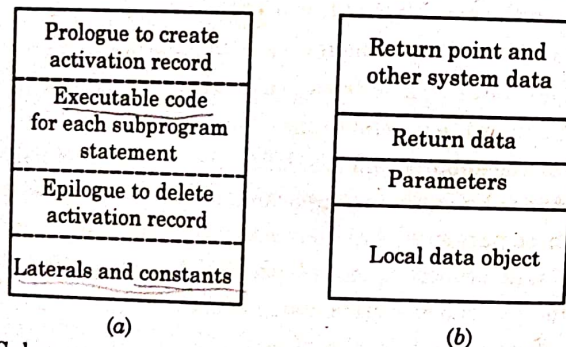 Prologue to create
activation record
Executable code
for each subprogram
statement
Epilogue to delete
activation record
Laterals and constants
(a)
Return point and
other system data
Return data
Parameters
Local data object
(b)